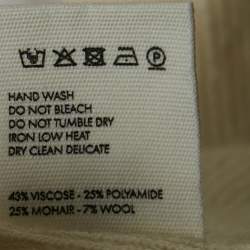 HAND WASH
DO NOT BLEACH
DO NOT TUMBLE DRY
IRON LOW HEAT
DRY CLEAN DELICATE
43% VISCOSE - 25% POLYAMIDE
25% MOHAIR - 7% WOOL